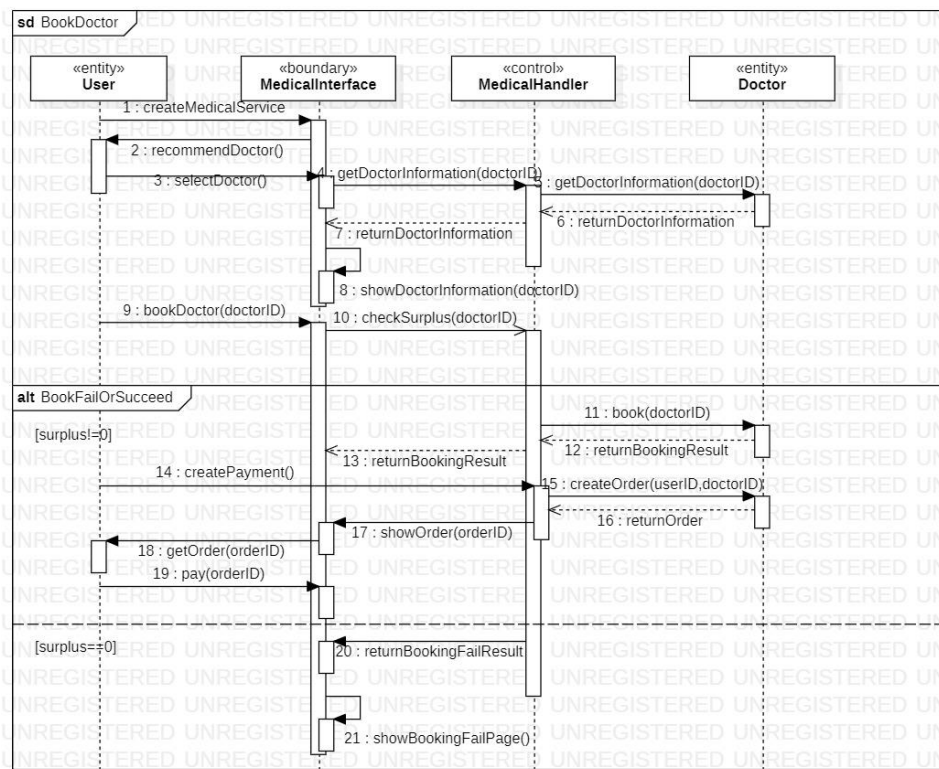 sd BookDoctor
«entity»
User
«boundary»
MedicalInterface
«control»
MedicalHandler
«entity»
Doctor
1 : createMedicalService
2 : recommendDoctor()
3 : selectDoctor()
4 : getDoctorInformation(doctorID)
5 : getDoctorInformation(doctorID)
6 : returnDoctorInformation
7 : returnDoctorInformation
8 : showDoctorInformation(doctorID)
9 : bookDoctor(doctorID)
10 : checkSurplus(doctorID)
alt BookFailOrSucceed
[surplus!=0]
11 : book(doctorID)
12 : returnBookingResult
13 : returnBookingResult
14 : createPayment()
15 : createOrder(userID,doctorID)
16 : returnOrder
17 : showOrder(orderID)
18 : getOrder(orderID)
19 : pay(orderID)
[surplus==0]
20 : returnBookingFailResult
21 : showBookingFailPage()
UNREGISTERED